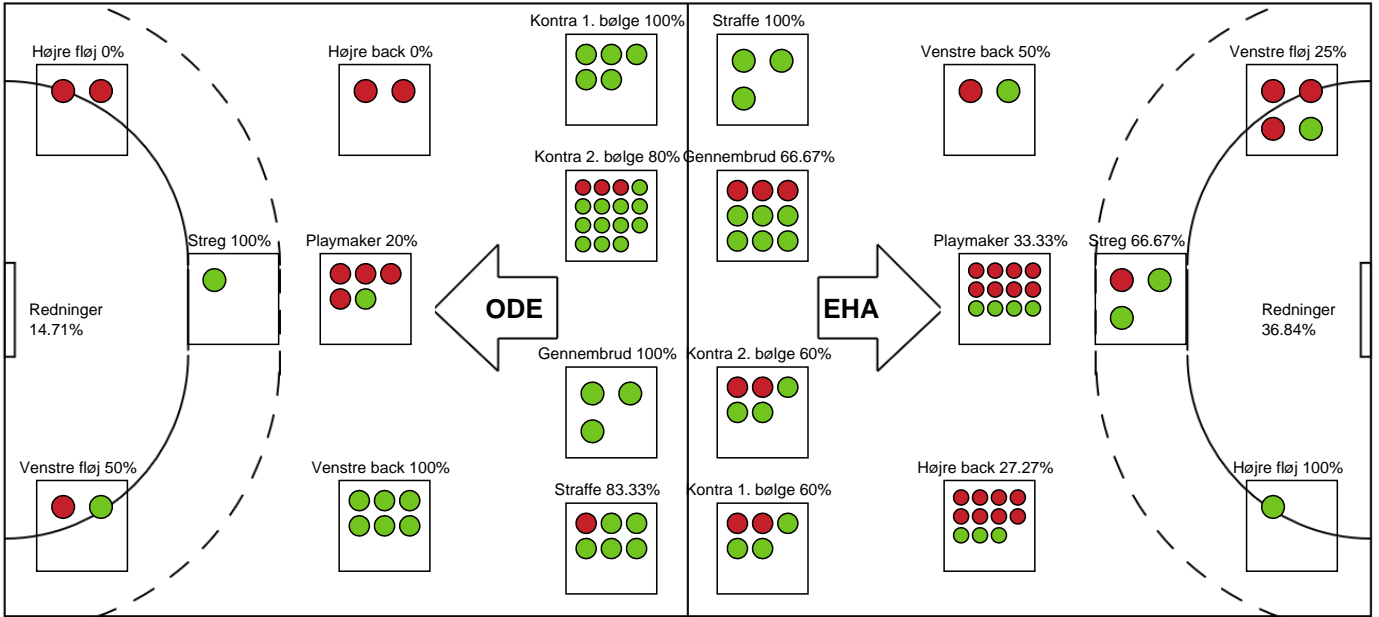 Kontra 1. bølge 100%
Straffe 100%
Højre fløj 0%
Højre back 0%
Venstre back 50%
Venstre fløj 25%
Kontra 2. bølge 80%
Gennembrud 66.67%
Streg 100%
Playmaker 20%
Playmaker 33.33%
Streg 66.67%
Redninger
14.71%
ODE
EHA
Redninger
36.84%
Gennembrud 100%
Kontra 2. bølge 60%
Venstre fløj 50%
Venstre back 100%
Højre back 27.27%
Højre fløj 100%
Straffe 83.33%
Kontra 1. bølge 60%